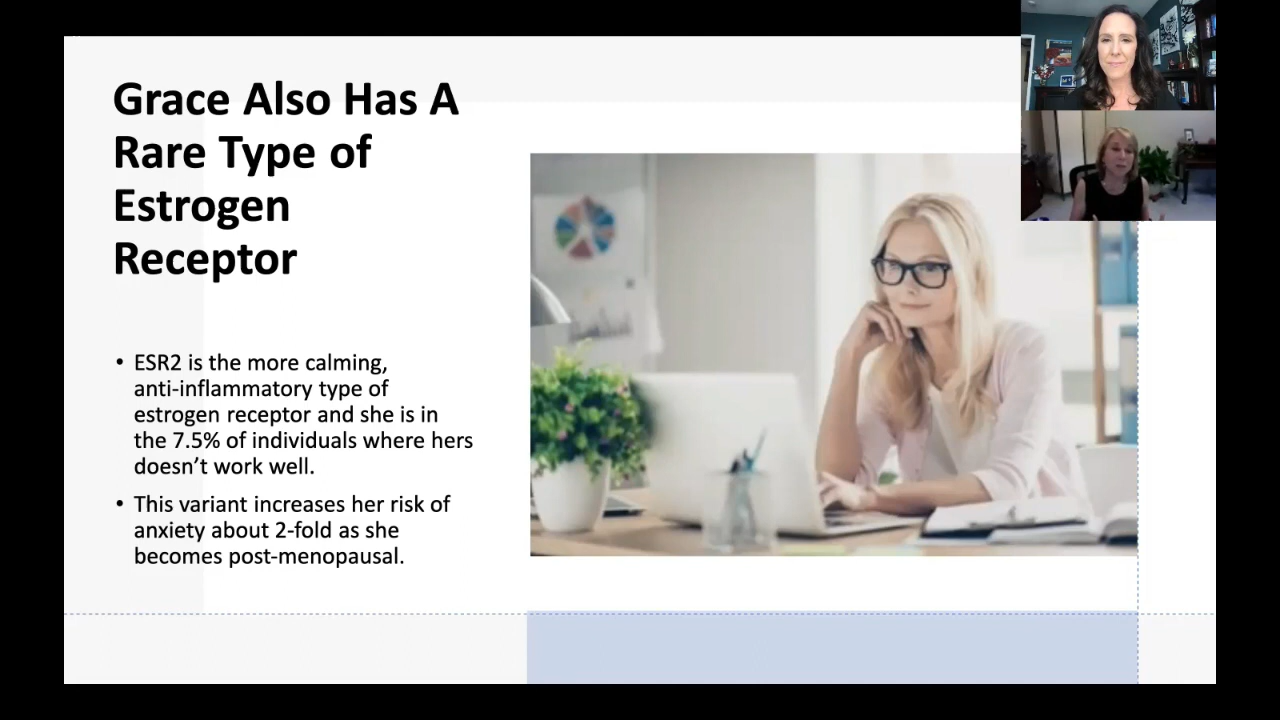 Grace Also Has A
Rare Type of
Estrogen
Receptor
• ESR2 is the more calming,
anti-inflammatory type of
estrogen receptor and she is in
the 7.5% of individuals where hers
doesn’t work well.
• This variant increases her risk of
anxiety about 2-fold as she
becomes post-menopausal.